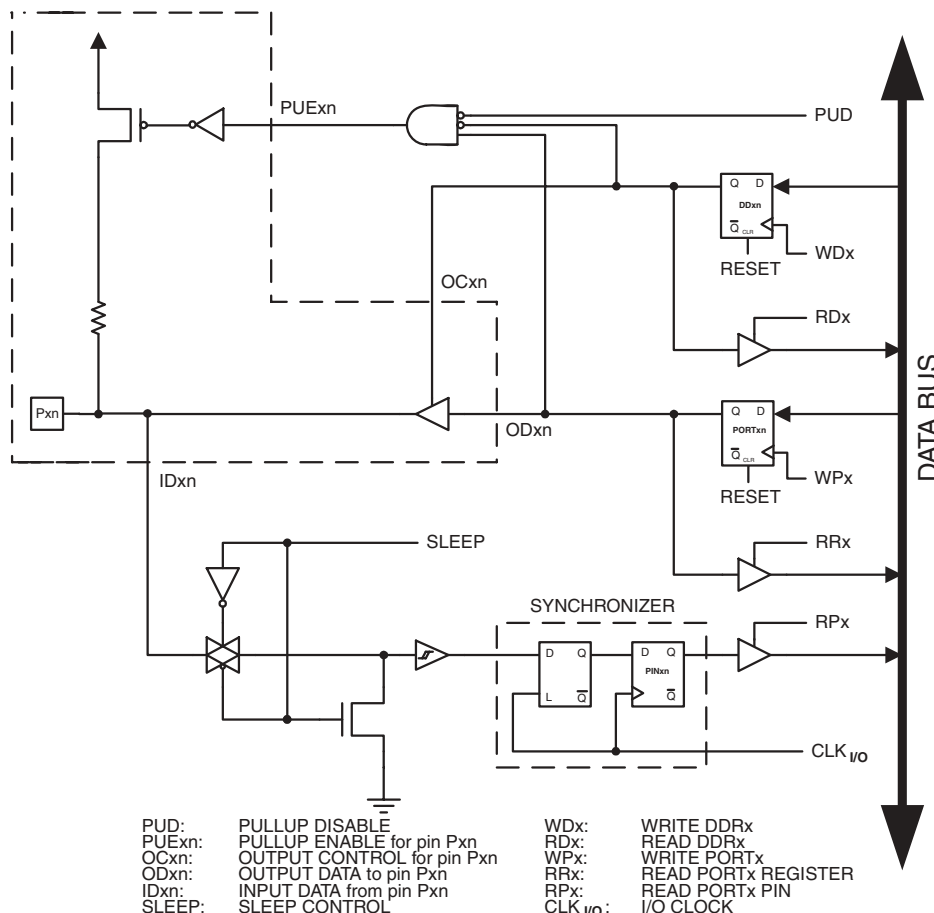 PUD
PUExn
Q D
DDxn
Q CLR
WDx
RESET
OCxn
RDx
Pxn
ODxn
Q D
PORTxn
Q CLR
WPx
RESET
IDxn
DATA BUS
SLEEP
RRx
SYNCHRONIZER
RPx
D Q
L Q
D Q
PINxn
Q
CLK I/O
PUD: PULLUP DISABLE
PUExn: PULLUP ENABLE for pin Pxn
OCxn: OUTPUT CONTROL for pin Pxn
ODxn: OUTPUT DATA to pin Pxn
IDxn: INPUT DATA from pin Pxn
SLEEP: SLEEP CONTROL
WDx: WRITE DDRx
RDx: READ DDRx
WPx: WRITE PORTx
RRx: READ PORTx REGISTER
RPx: READ PORTx PIN
CLK I/O: I/O CLOCK